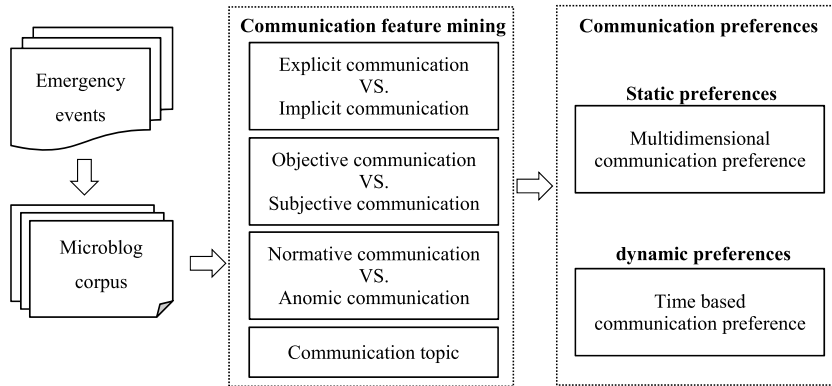 Emergency
events
Microblog
corpus
Communication feature mining
Explicit communication
VS.
Implicit communication
Objective communication
VS.
Subjective communication
Normative communication
VS.
Anomic communication
Communication topic
Communication preferences
Static preferences
Multidimensional
communication preference
dynamic preferences
Time based
communication preference